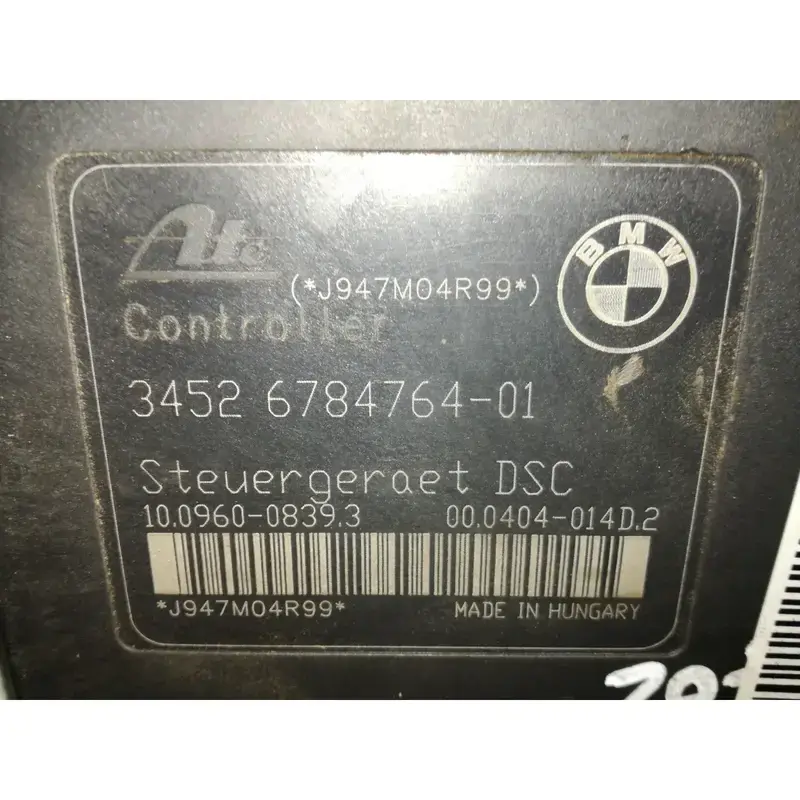 Ate
BMW
(*J947M04R99*)
Controller
3452 6784764-01
Steuergeraet DSC
10.0960-0839.3 00.0404-014D.2
*J947M04R99* MADE IN HUNGARY